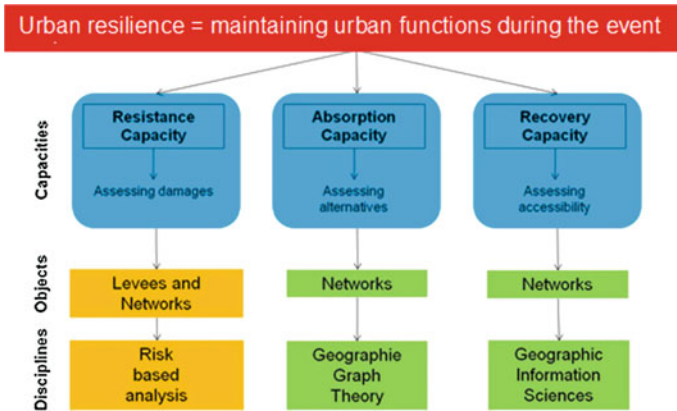 Urban resilience = maintaining urban functions during the event
Capacities
Resistance
Capacity
Assessing damages
Absorption
Capacity
Assessing
alternatives
Recovery
Capacity
Assessing
accessibility
Objects
Levees and
Networks
Networks
Networks
Disciplines
Risk
based
analysis
Geographie
Graph
Theory
Geographic
Information
Sciences